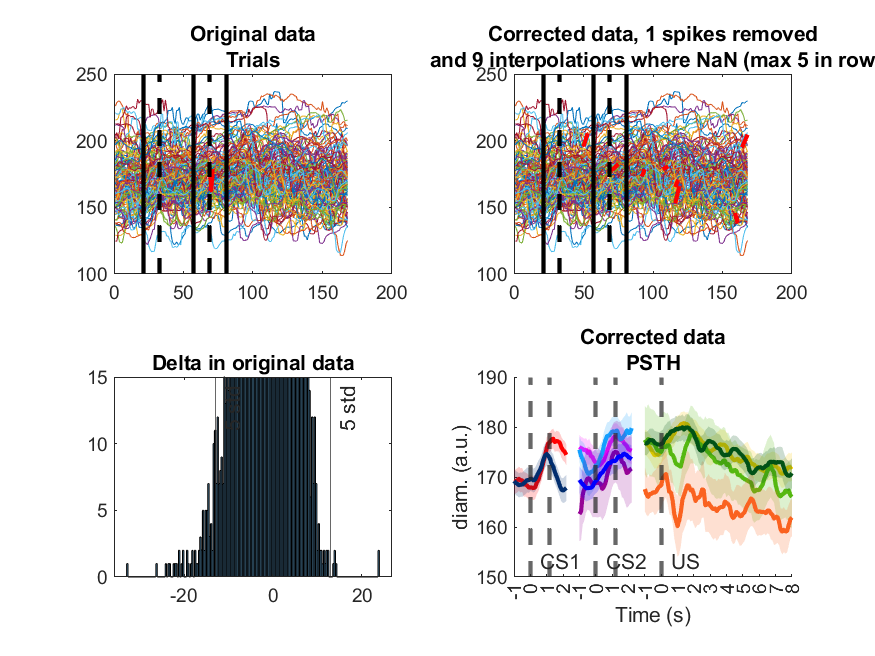 Original data
Trials
250
200
150
100
0 50 100 150 200
Corrected data, 1 spikes removed
and 9 interpolations where NaN (max 5 in row
250
200
150
100
0 50 100 150 200
Delta in original data
15
10
5
0
-20 0 20
5 std
Corrected data
PSTH
190
180
170
160
150
diam. (a.u.)
CS1 CS2 US
-1 0 1 2 -1 0 1 2 -1 0 1 2 3 4 5 6 7 8
Time (s)